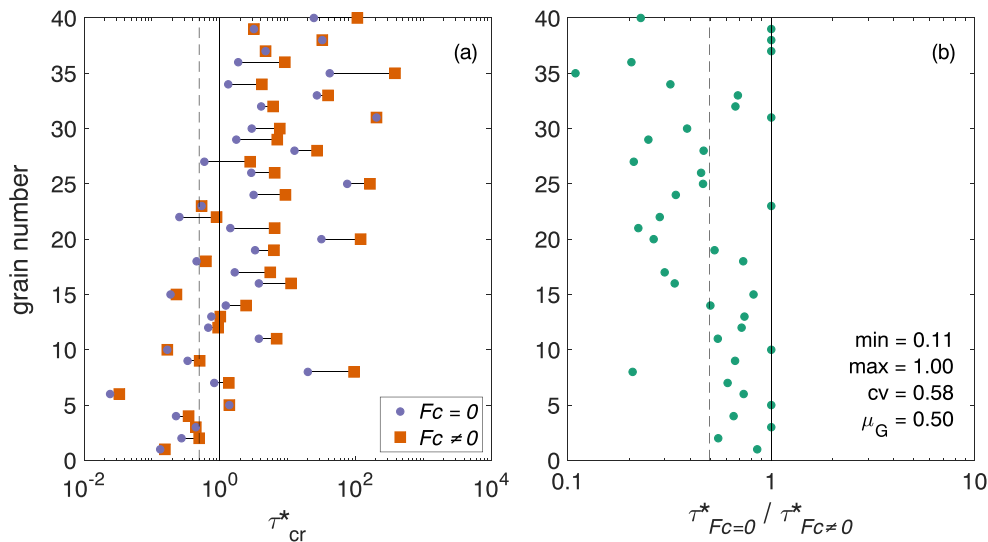 (a)
grain number
40
35
30
25
20
15
10
5
0
10^-2
10^0
10^2
10^4
τ*cr
Fc = 0
Fc ≠ 0
(b)
40
35
30
25
20
15
10
5
0
0.1
1
10
τ*Fc=0 / τ*Fc≠0
min = 0.11
max = 1.00
cv = 0.58
μG = 0.50